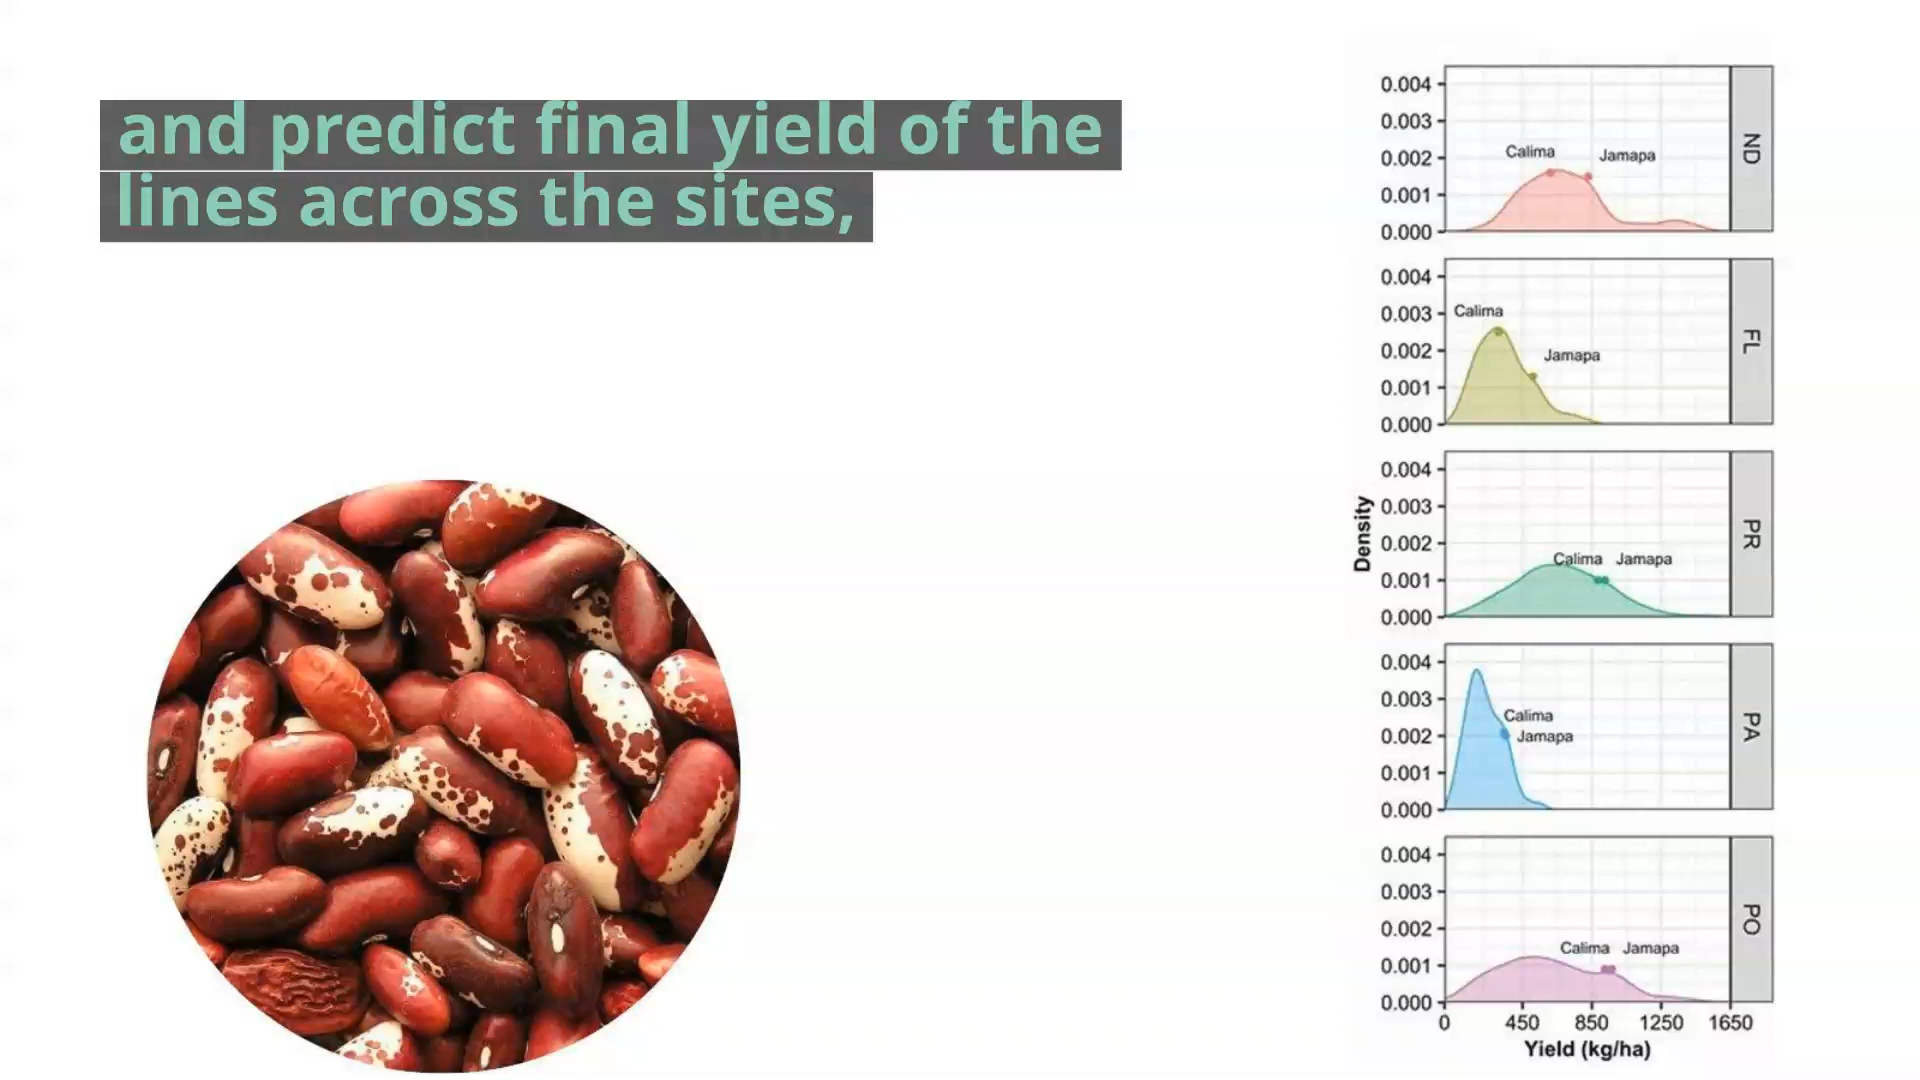 and predict final yield of the
lines across the sites,
0.004
0.003
0.002
0.001
0.000
Calima
Jamapa
ND
0.004
0.003
0.002
0.001
0.000
Calima
Jamapa
FL
Density
0.004
0.003
0.002
0.001
0.000
Calima Jamapa
PR
0.004
0.003
0.002
0.001
0.000
Calima
Jamapa
PA
0.004
0.003
0.002
0.001
0.000
Calima Jamapa
PO
0 450 850 1250 1650
Yield (kg/ha)